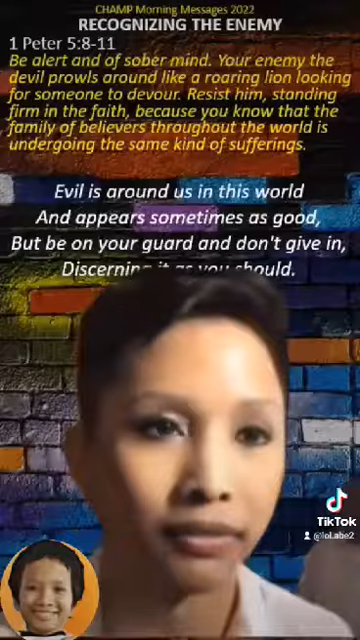 CHAMP Morning Messages 2022
RECOGNIZING THE ENEMY
1 Peter 5:8-11
Be alert and of sober mind. Your enemy the
devil prowls around like a roaring lion looking
for someone to devour. Resist him, standing
firm in the faith, because you know that the
family of believers throughout the world is
undergoing the same kind of sufferings.
Evil is around us in this world
And appears sometimes as good,
But be on your guard and don't give in,
Discerning it as you should.
TikTok
@loLabe2